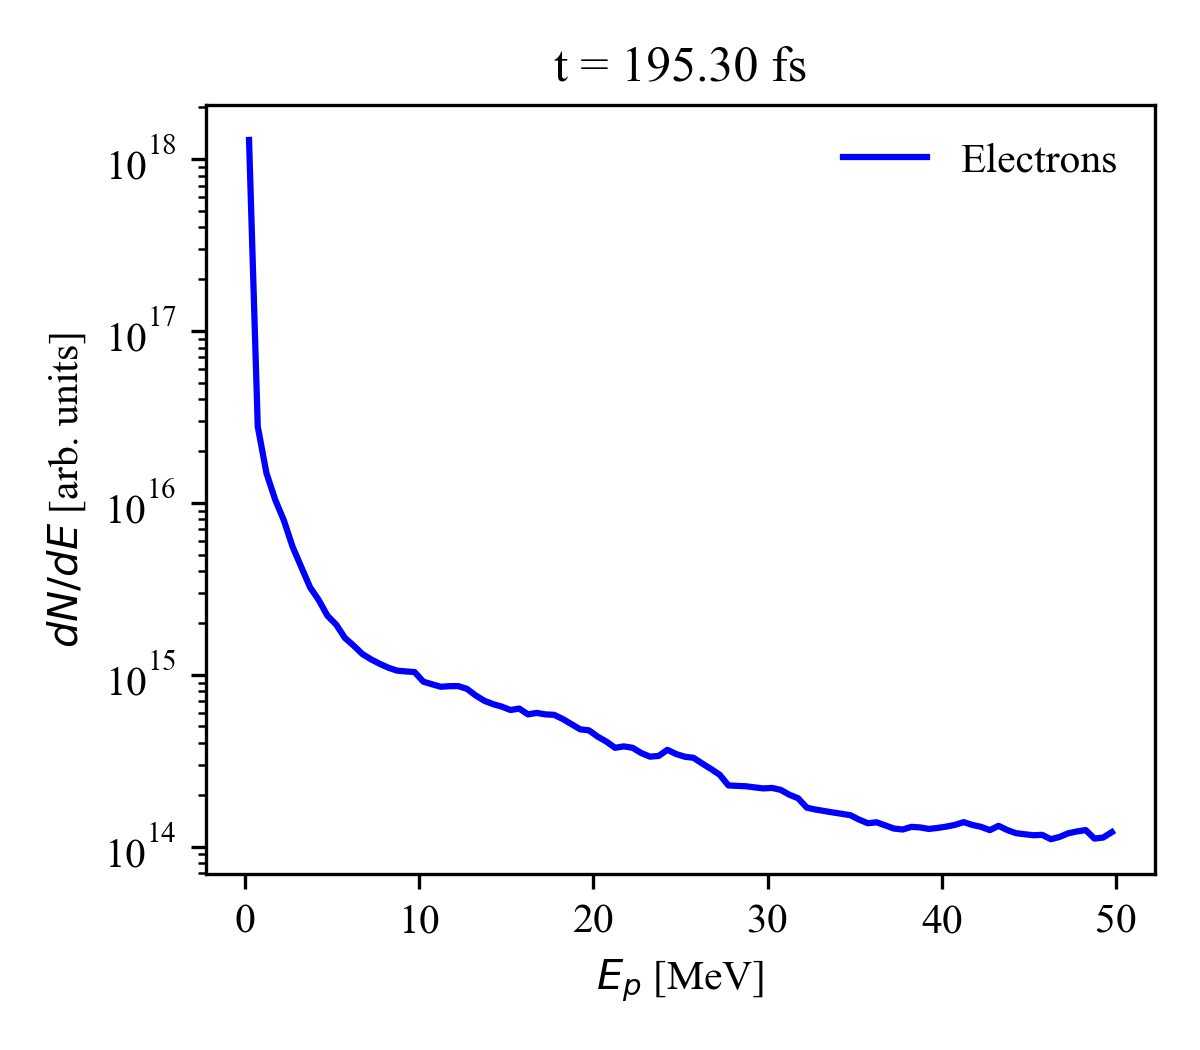 t = 195.30 fs
Electrons
10^18
10^17
10^16
10^15
10^14
dN/dE [arb. units]
0 10 20 30 40 50
E_p [MeV]